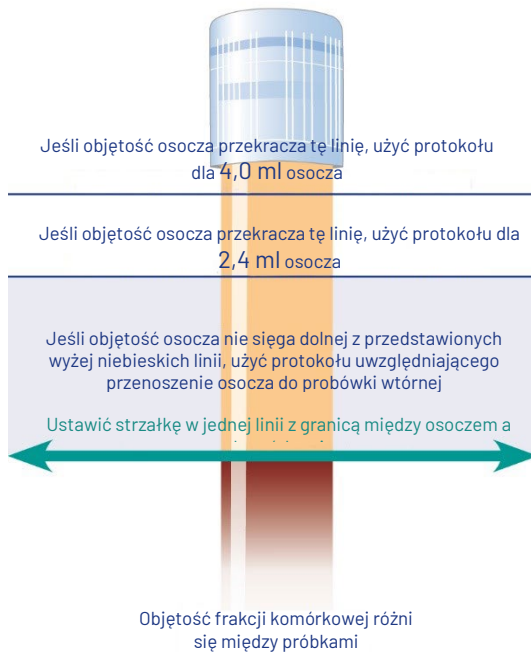 Jeśli objętość osocza przekracza tę linię, użyć protokołu
dla 4,0 ml osocza
Jeśli objętość osocza przekracza tę linię, użyć protokołu dla
2,4 ml osocza
Jeśli objętość osocza nie sięga dolnej z przedstawionych
wyżej niebieskich linii, użyć protokołu uwzględniającego
przenoszenie osocza do probówki wtórnej
Ustawić strzałkę w jednej linii z granicą między osoczem a
Objętość frakcji komórkowej różni
się między próbkami